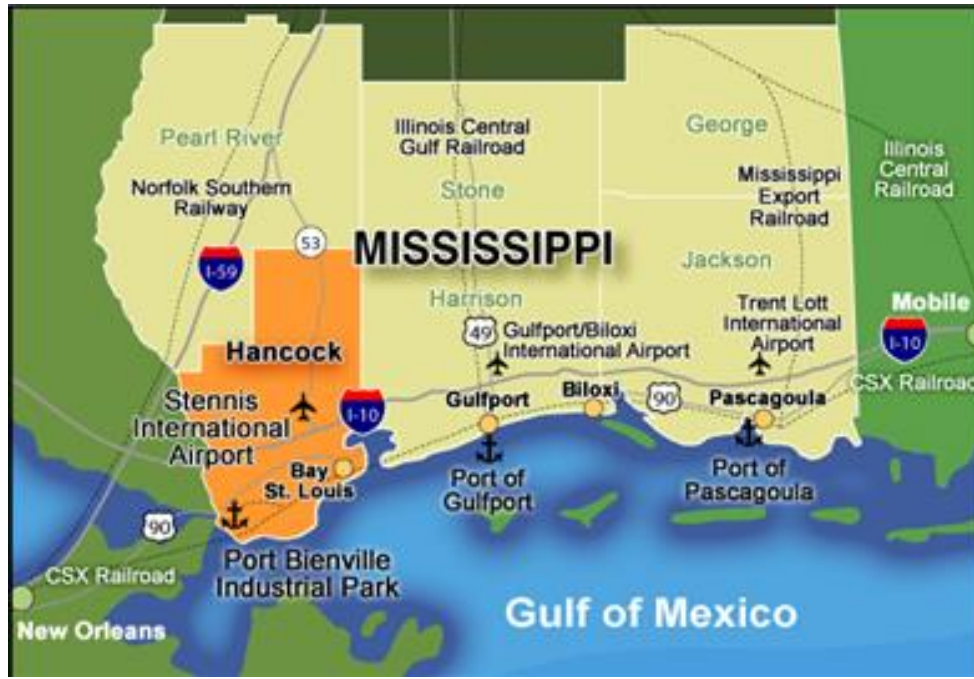 Pearl River
Illinois Central
Gulf Railroad
George
Illinois
Central
Railroad
Norfolk Southern
Railway
Stone
Mississippi
Export
Railroad
53
MISSISSIPPI
I-59
Jackson
Harrison
Trent Lott
International
Airport
Mobile
49
Gulfport/Biloxi
International Airport
I-10
Hancock
CSX Railroad
Stennis
International
Airport
I-10
Gulfport
Biloxi
90
Pascagoula
Bay
St. Louis
Port of
Gulfport
Port of
Pascagoula
90
Port Bienville
Industrial Park
CSX Railroad
New Orleans
Gulf of Mexico